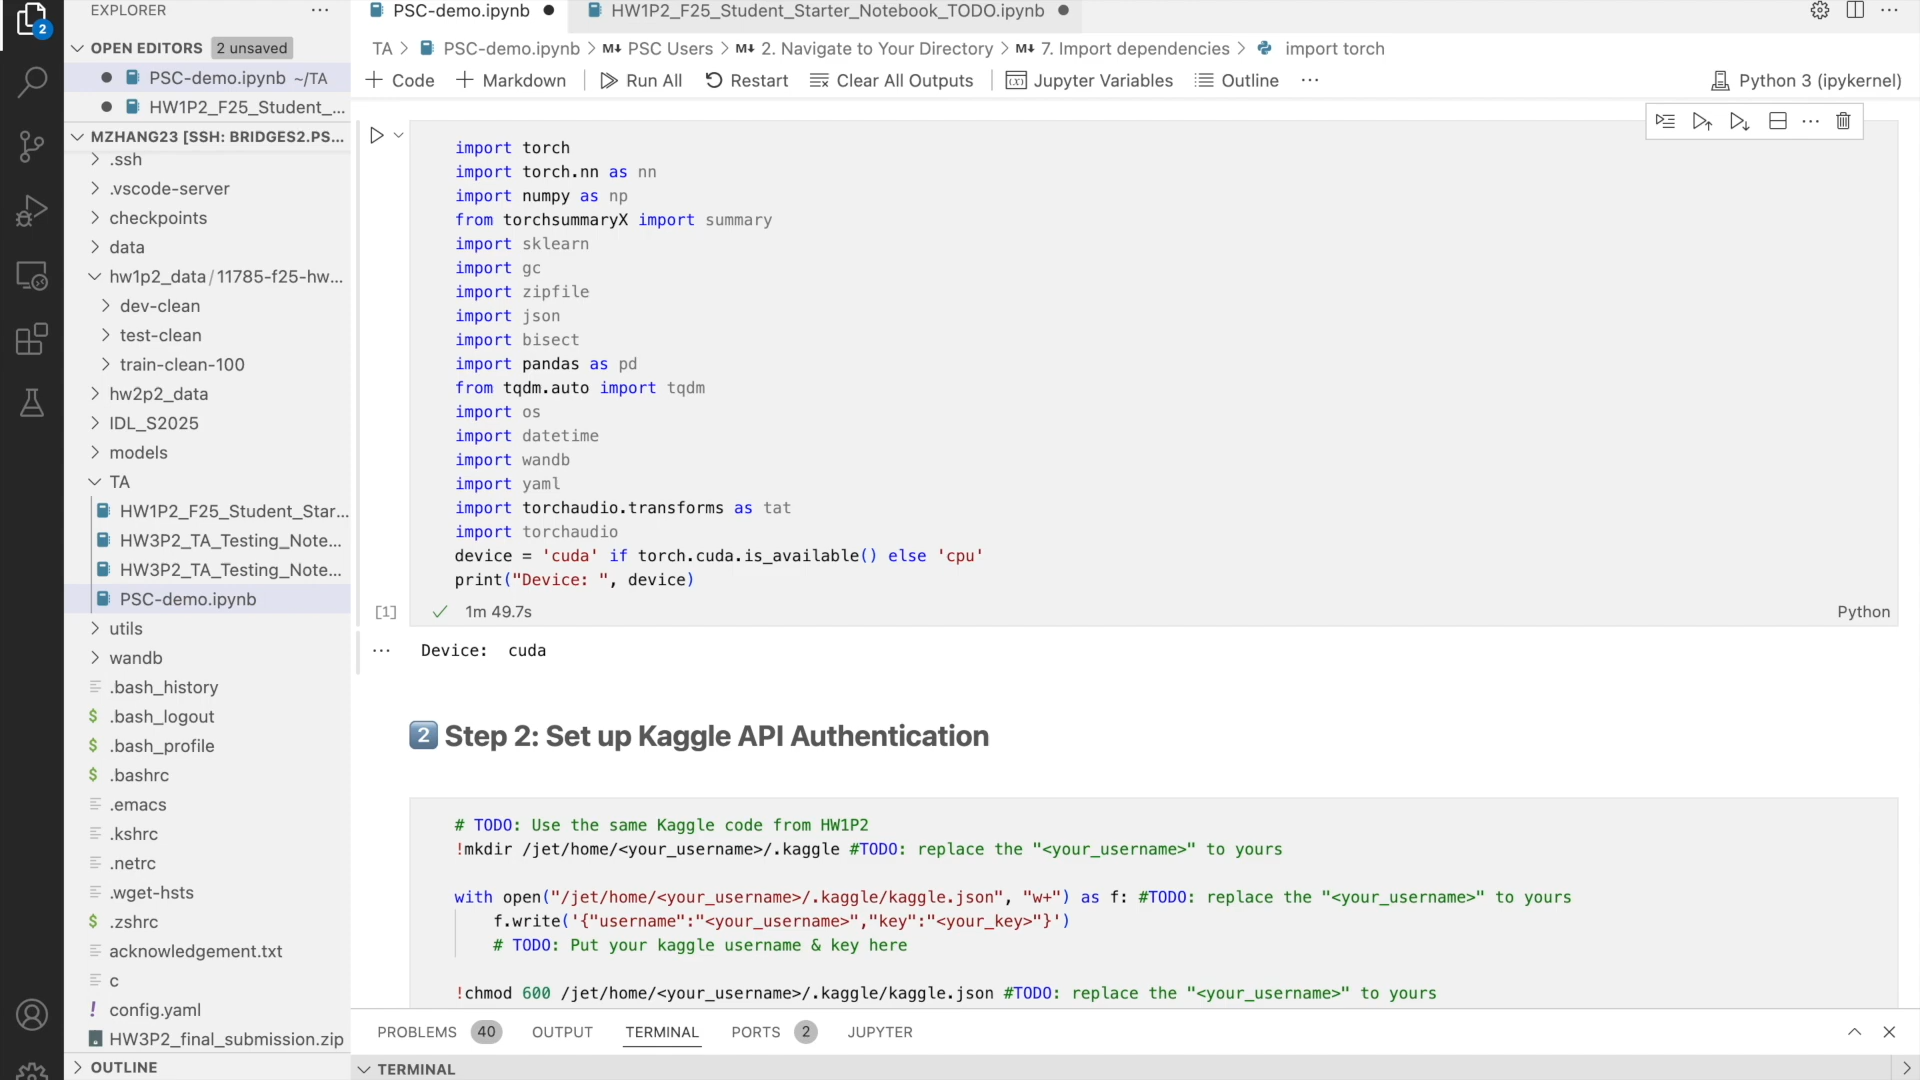 EXPLORER
2
OPEN EDITORS 2 unsaved
PSC-demo.ipynb ~/TA
HW1P2_F25_Student_...
MZHANG23 [SSH: BRIDGES2.PS...
.ssh
.vscode-server
checkpoints
data
hw1p2_data/11785-f25-hw...
dev-clean
test-clean
train-clean-100
hw2p2_data
IDL_S2025
models
TA
HW1P2_F25_Student_Star...
HW3P2_TA_Testing_Note...
HW3P2_TA_Testing_Note...
PSC-demo.ipynb
utils
wandb
.bash_history
$ .bash_logout
$ .bash_profile
$ .bashrc
.emacs
.kshrc
.netrc
.wget-hsts
$ .zshrc
acknowledgement.txt
c
! config.yaml
HW3P2_final_submission.zip
OUTLINE
PSC-demo.ipynb HW1P2_F25_Student_Starter_Notebook_TODO.ipynb
TA > PSC-demo.ipynb > M↓ PSC Users > M↓ 2. Navigate to Your Directory > M↓ 7. Import dependencies > import torch
+ Code + Markdown Run All Restart Clear All Outputs Jupyter Variables Outline ... Python 3 (ipykernel)
import torch
import torch.nn as nn
import numpy as np
from torchsummaryX import summary
import sklearn
import gc
import zipfile
import json
import bisect
import pandas as pd
from tqdm.auto import tqdm
import os
import datetime
import wandb
import yaml
import torchaudio.transforms as tat
import torchaudio
device = 'cuda' if torch.cuda.is_available() else 'cpu'
print("Device: ", device)
[1] ✓ 1m 49.7s Python
... Device:  cuda
2 Step 2: Set up Kaggle API Authentication
# TODO: Use the same Kaggle code from HW1P2
!mkdir /jet/home/<your_username>/.kaggle #TODO: replace the "<your_username>" to yours
with open("/jet/home/<your_username>/.kaggle/kaggle.json", "w+") as f: #TODO: replace the "<your_username>" to yours
f.write('{"username":"<your_username>","key":"<your_key>"}')
# TODO: Put your kaggle username & key here
!chmod 600 /jet/home/<your_username>/.kaggle/kaggle.json #TODO: replace the "<your_username>" to yours
PROBLEMS 40 OUTPUT TERMINAL PORTS 2 JUPYTER
TERMINAL